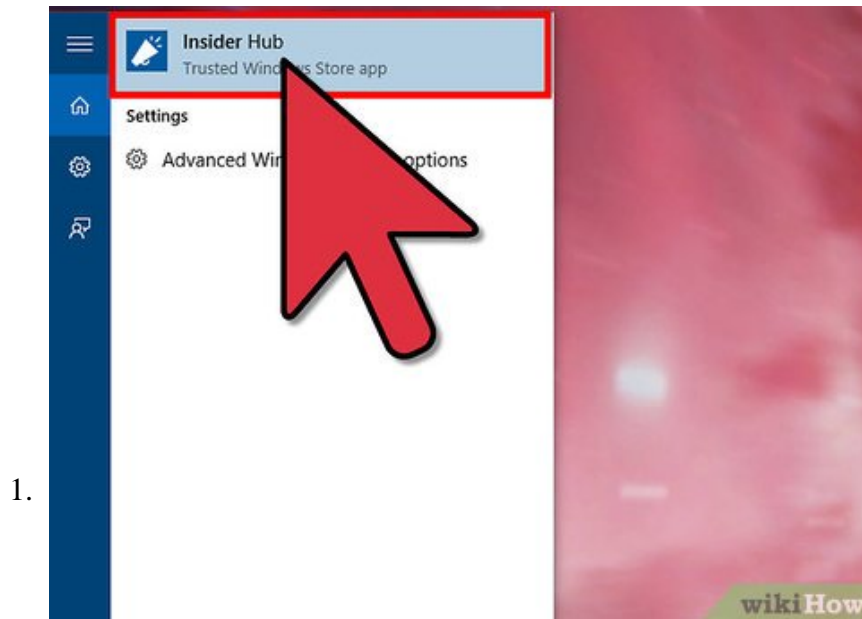 Insider Hub
Trusted Store app
Settings
Advanced options
1.
wikiHow